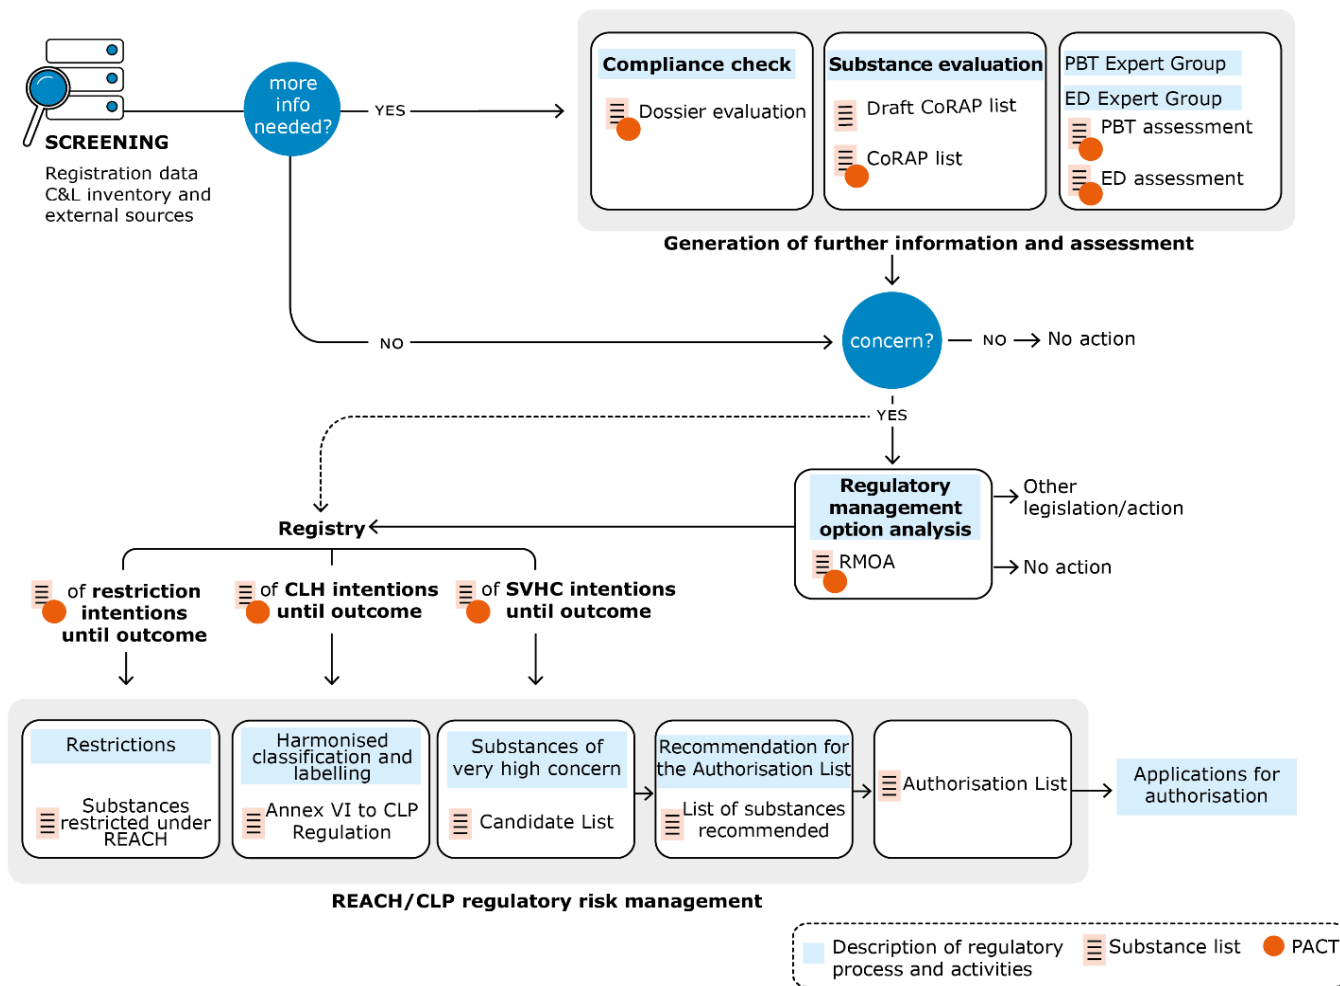 SCREENING
Registration data
C&L inventory and
external sources
more
info
needed?
YES
NO
Compliance check
Dossier evaluation
Substance evaluation
Draft CoRAP list
CoRAP list
PBT Expert Group
ED Expert Group
PBT assessment
ED assessment
Generation of further information and assessment
concern?
NO
No action
YES
Regulatory
management
option analysis
RMOA
Other
legislation/action
No action
Registry
of restriction
intentions
until outcome
of CLH intentions
until outcome
of SVHC intentions
until outcome
Restrictions
Substances
restricted under
REACH
Harmonised
classification and
labelling
Annex VI to CLP
Regulation
Substances of
very high concern
Candidate List
Recommendation for
the Authorisation List
List of substances
recommended
Authorisation List
Applications for
authorisation
REACH/CLP regulatory risk management
Description of regulatory
process and activities
Substance list
PACT